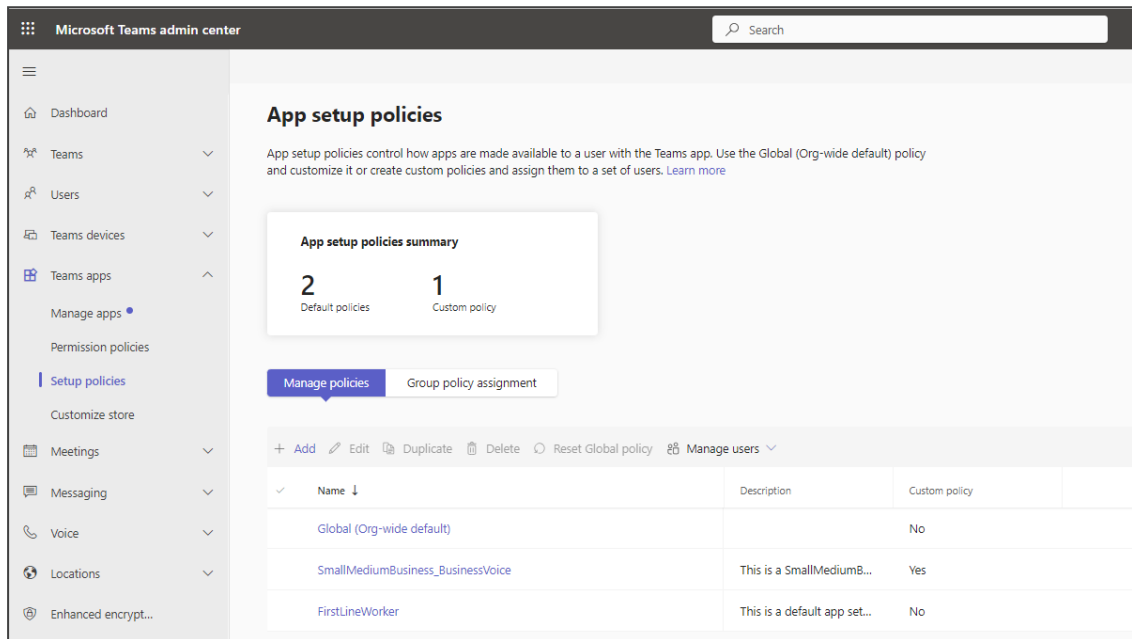 Microsoft Teams admin center
Search
Dashboard
Teams
Users
Teams devices
Teams apps
Manage apps
Permission policies
Setup policies
Customize store
Meetings
Messaging
Voice
Locations
Enhanced encrypt...
App setup policies
App setup policies control how apps are made available to a user with the Teams app. Use the Global (Org-wide default) policy
and customize it or create custom policies and assign them to a set of users. Learn more
App setup policies summary
2 1
Default policies Custom policy
Manage policies Group policy assignment
+ Add Edit Duplicate Delete Reset Global policy Manage users
Name ↓ Description Custom policy
Global (Org-wide default) No
SmallMediumBusiness_BusinessVoice This is a SmallMediumB... Yes
FirstLineWorker This is a default app set... No